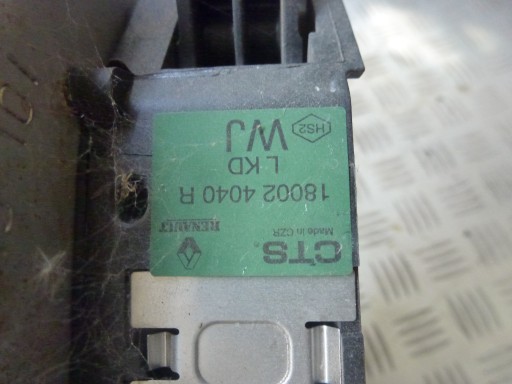 CTS
Made in CZR
RENAULT
18002 4040 R
L KD
WJ
HS2